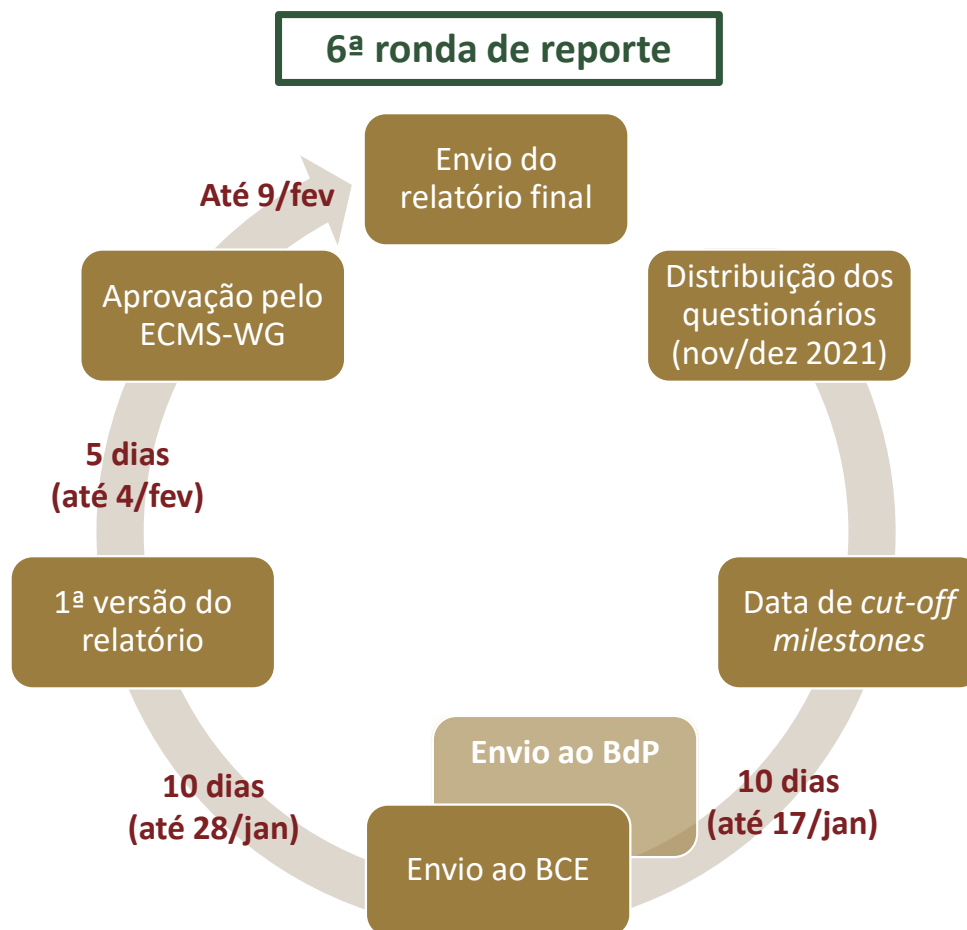 6ª ronda de reporte
Envio do
relatório final
Distribuição dos
questionários
(nov/dez 2021)
Data de cut-off
milestones
10 dias
(até 17/jan)
Envio ao BdP
Envio ao BCE
10 dias
(até 28/jan)
1ª versão do
relatório
5 dias
(até 4/fev)
Aprovação pelo
ECMS-WG
Até 9/fev